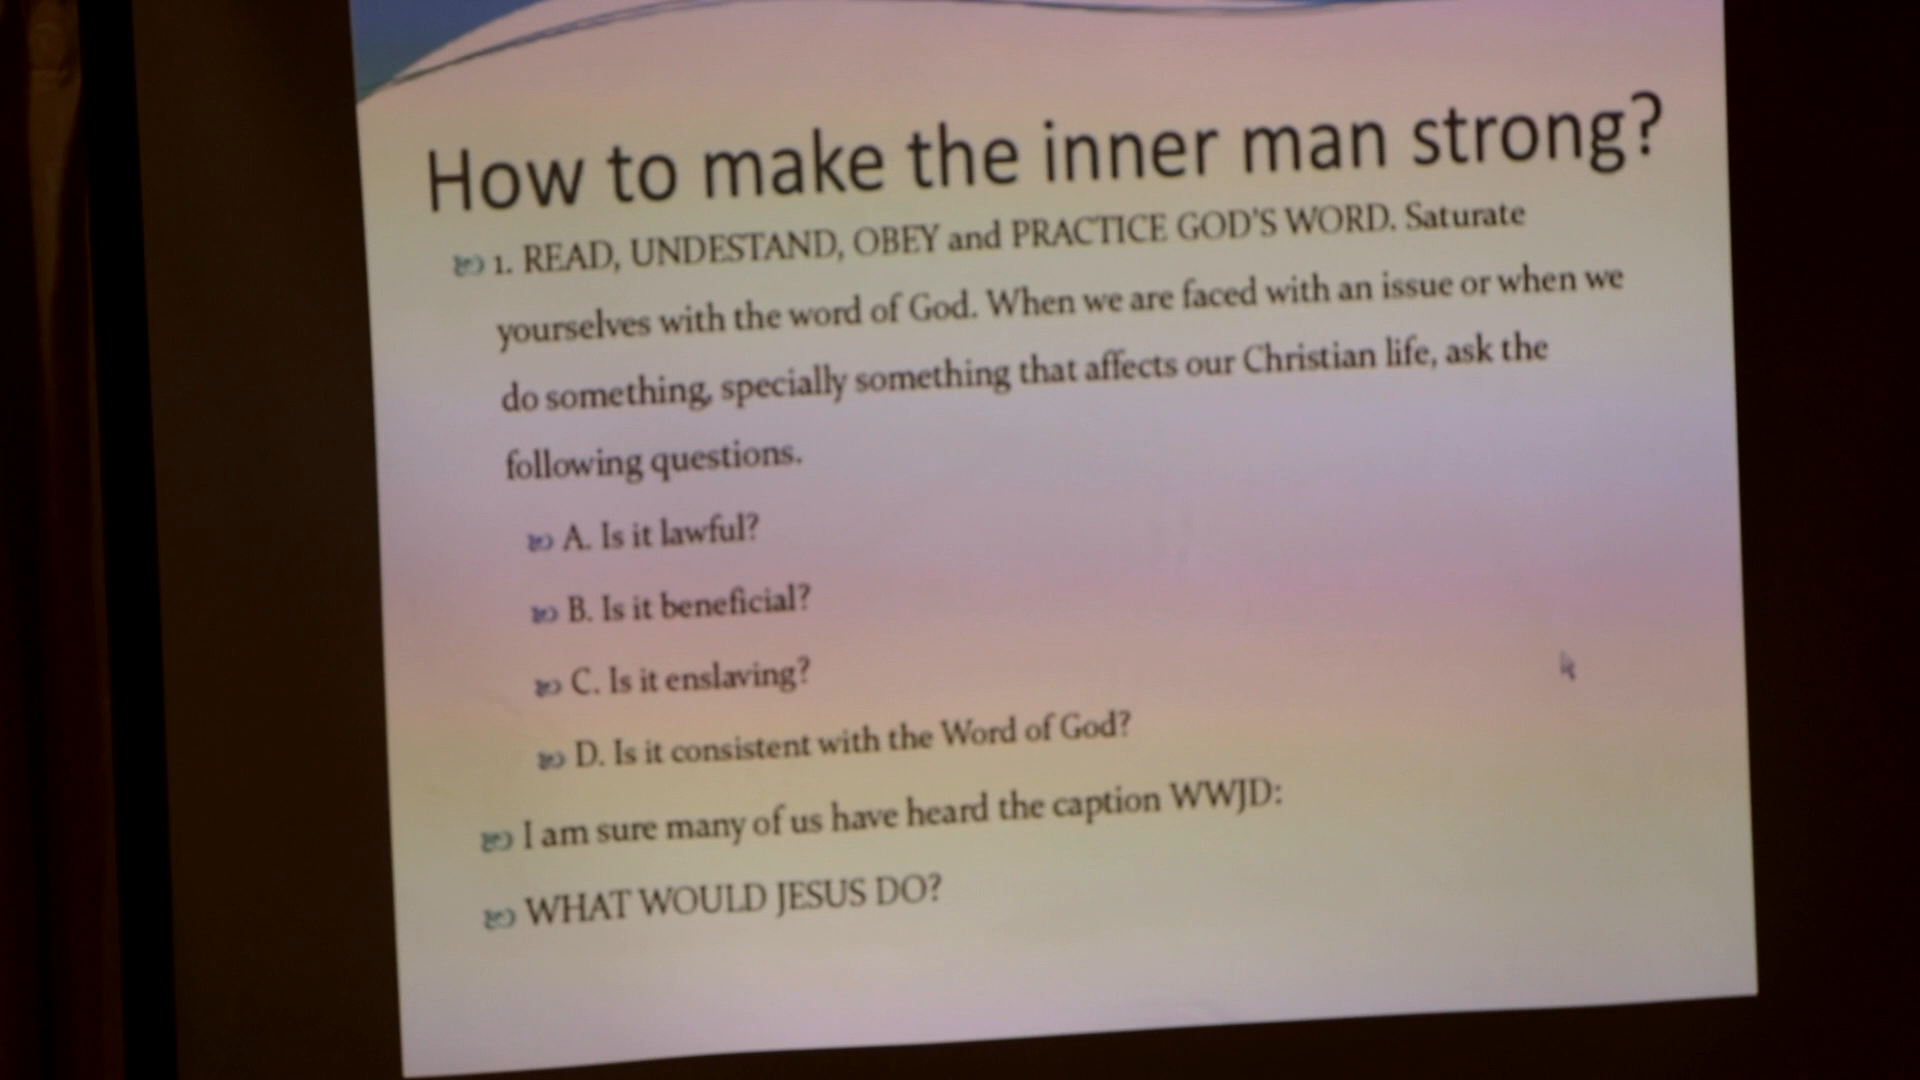 How to make the inner man strong?
1. READ, UNDESTAND, OBEY and PRACTICE GOD'S WORD. Saturate
yourselves with the word of God. When we are faced with an issue or when we
do something, specially something that affects our Christian life, ask the
following questions.
A. Is it lawful?
B. Is it beneficial?
C. Is it enslaving?
D. Is it consistent with the Word of God?
I am sure many of us have heard the caption WWJD:
WHAT WOULD JESUS DO?